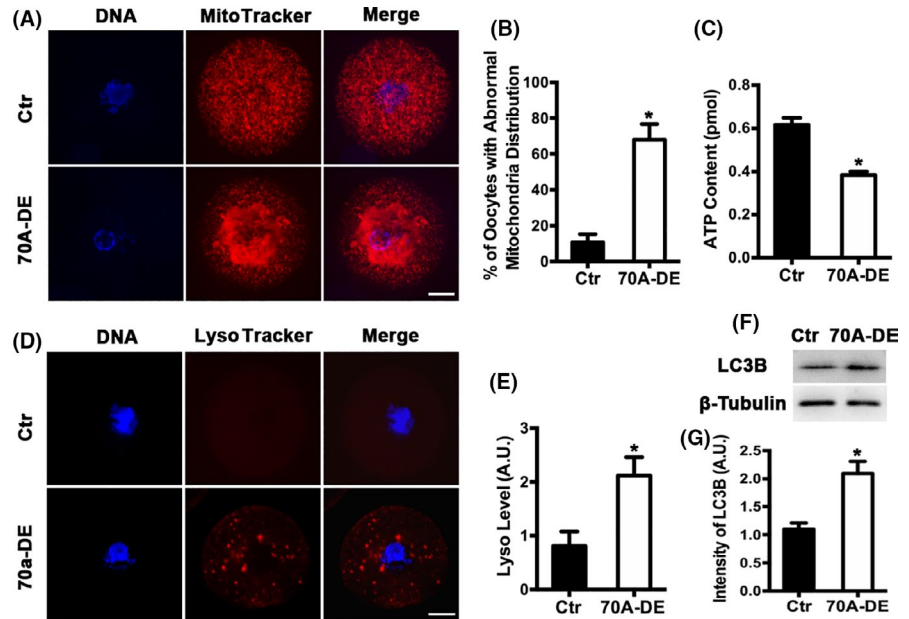 (A)
DNA MitoTracker Merge
Ctr
70A-DE
(B)
% of Oocytes with Abnormal
Mitochondria Distribution
100
80
60
40
20
0
*
Ctr 70A-DE
(C)
ATP Content (pmol)
0.8
0.6
0.4
0.2
0.0
*
Ctr 70A-DE
(D)
DNA Lyso Tracker Merge
Ctr
70a-DE
(E)
Lyso Level (A.U.)
3
2
1
0
*
Ctr 70A-DE
(F)
Ctr 70A-DE
LC3B
β-Tubulin
(G)
Intensity of LC3B (A.U.)
2.5
2.0
1.5
1.0
0.5
0.0
*
Ctr 70A-DE